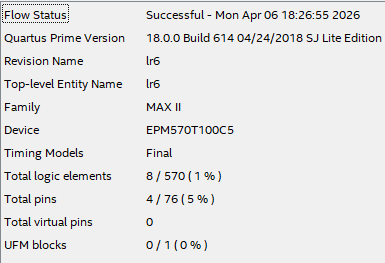 Flow Status Successful - Mon Apr 06 18:26:55 2026
Quartus Prime Version 18.0.0 Build 614 04/24/2018 SJ Lite Edition
Revision Name lr6
Top-level Entity Name lr6
Family MAX II
Device EPM570T100C5
Timing Models Final
Total logic elements 8 / 570 ( 1 % )
Total pins 4 / 76 ( 5 % )
Total virtual pins 0
UFM blocks 0 / 1 ( 0 % )